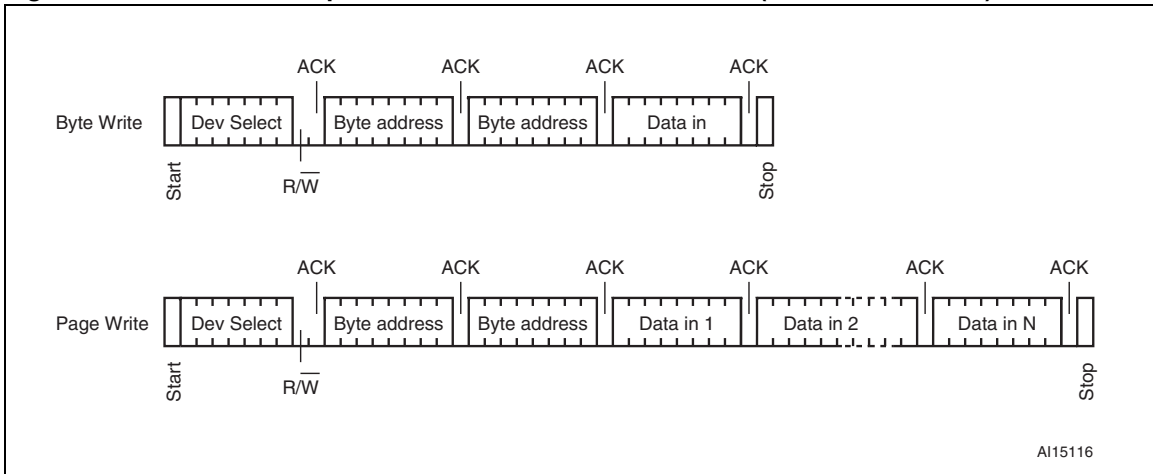 ACK ACK ACK ACK
Byte Write Dev Select Byte address Byte address Data in
Start R/W Stop
ACK ACK ACK ACK ACK ACK
Page Write Dev Select Byte address Byte address Data in 1 Data in 2 Data in N
Start R/W Stop
AI15116